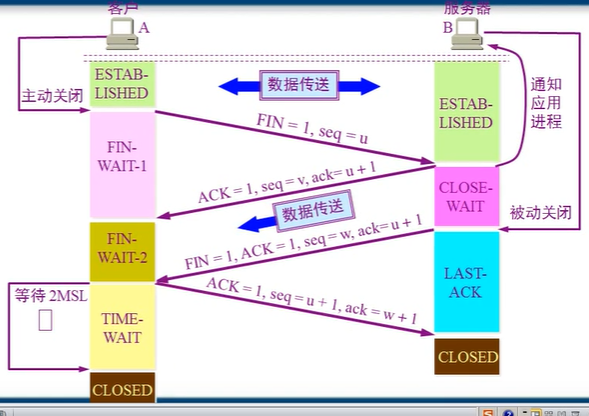 客户
A
服务器
B
ESTAB-
LISHED
数据传送
主动关闭
通知
应用
进程
ESTAB-
LISHED
FIN = 1, seq = u
FIN-
WAIT-1
ACK = 1, seq = v, ack= u + 1
CLOSE-
WAIT
数据传送
被动关闭
FIN-
WAIT-2
FIN = 1, ACK = 1, seq = w, ack= u + 1
LAST-
ACK
ACK = 1, seq = u + 1, ack = w + 1
等待 2MSL
TIME-
WAIT
CLOSED
CLOSED